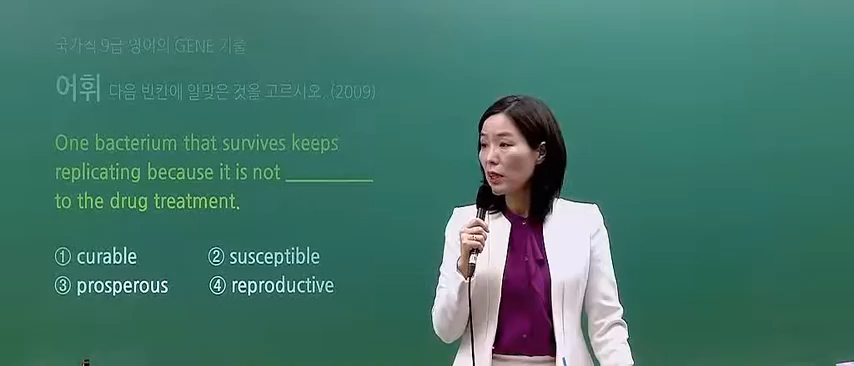 국가직 9급 영어의 GENE 기출
어휘 다음 빈칸에 알맞은 것을 고르시오. (2009)
One bacterium that survives keeps
replicating because it is not ________
to the drug treatment.
① curable ② susceptible
③ prosperous ④ reproductive